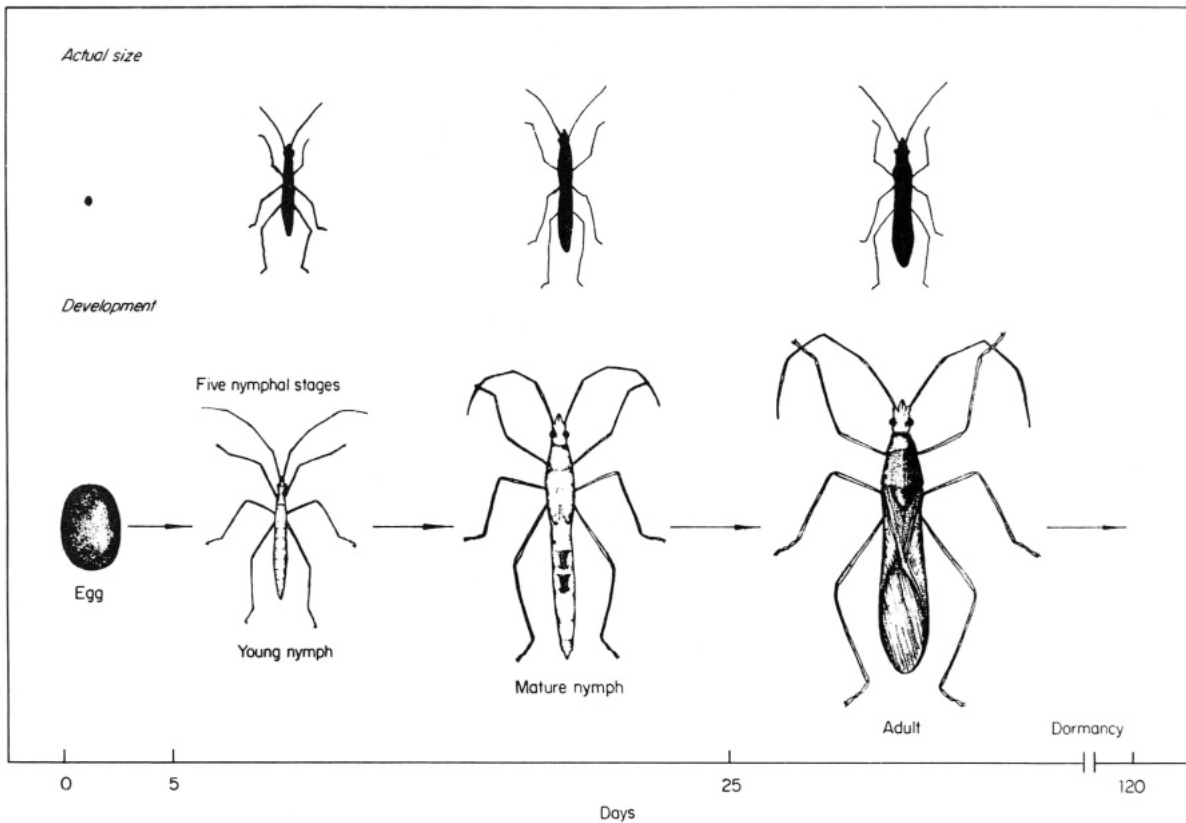 Actual size
Development
Five nymphal stages
Egg
Young nymph
Mature nymph
Adult
Dormancy
0 5 25 120
Days